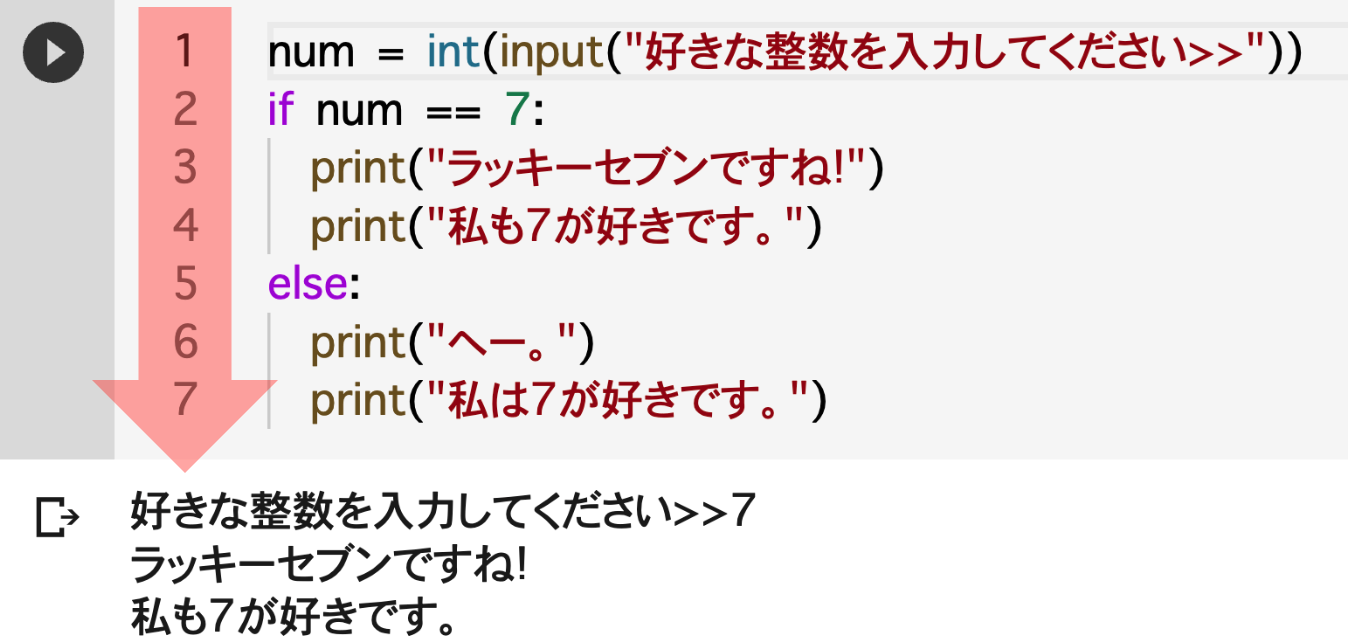 1 num = int(input("好きな整数を入力してください>>"))
2 if num == 7:
3   print("ラッキーセブンですね!")
4   print("私も7が好きです。")
5 else:
6   print("へー。")
7   print("私は7が好きです。")
好きな整数を入力してください>>7
ラッキーセブンですね!
私も7が好きです。